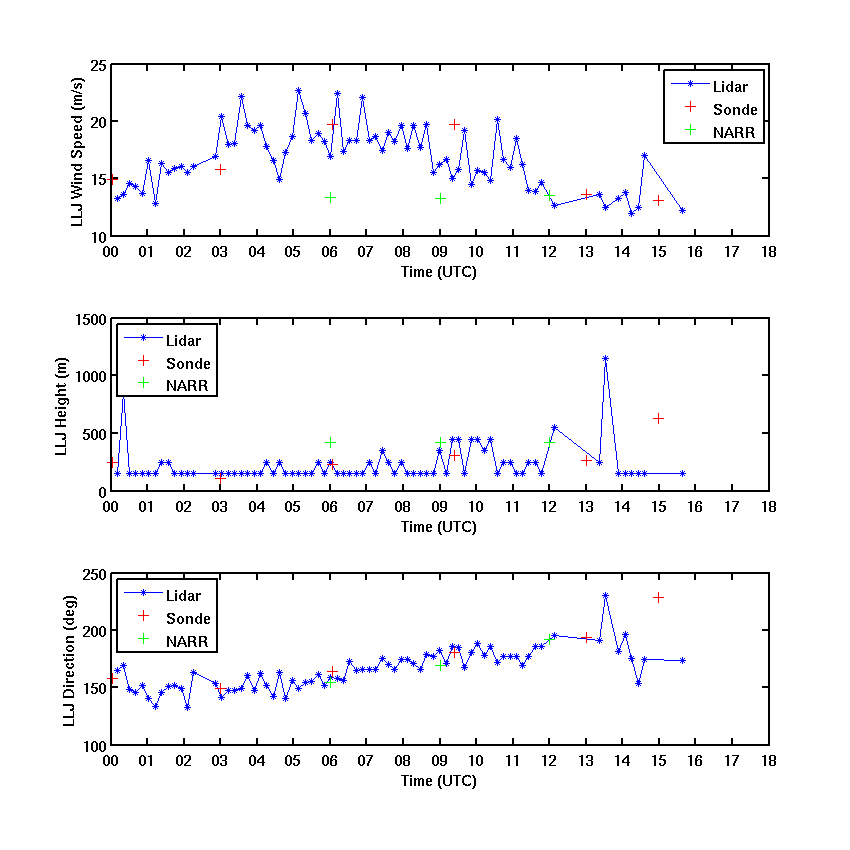 25
20
15
10
LLJ Wind Speed (m/s)
Lidar
Sonde
NARR
00 01 02 03 04 05 06 07 08 09 10 11 12 13 14 15 16 17 18
Time (UTC)
1500
1000
500
0
LLJ Height (m)
Lidar
Sonde
NARR
00 01 02 03 04 05 06 07 08 09 10 11 12 13 14 15 16 17 18
Time (UTC)
250
200
150
100
LLJ Direction (deg)
Lidar
Sonde
NARR
00 01 02 03 04 05 06 07 08 09 10 11 12 13 14 15 16 17 18
Time (UTC)